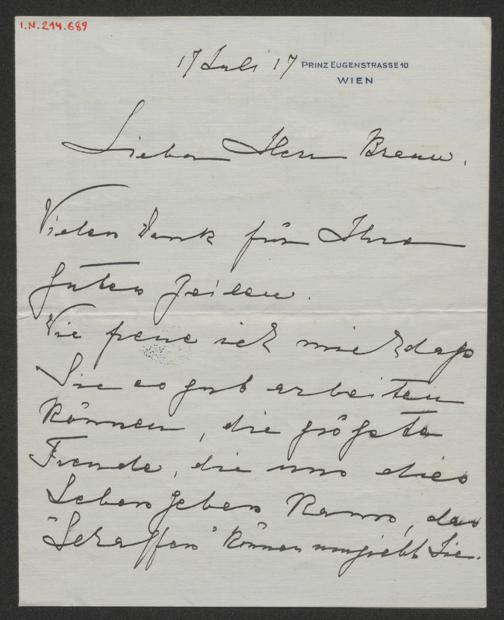 I.N. 214.689
17 Juli 17 PRINZ EUGENSTRASSE 10
WIEN
Lieber Herr Braun.
Vielen Dank für Ihre
guten Zeilen.
Wie freue ich mich dass
Sie so gut arbeiten
können, die grösste
Freude, die uns dies
Leben geben kann, das
"Schaffen" können umgiebt Sie.